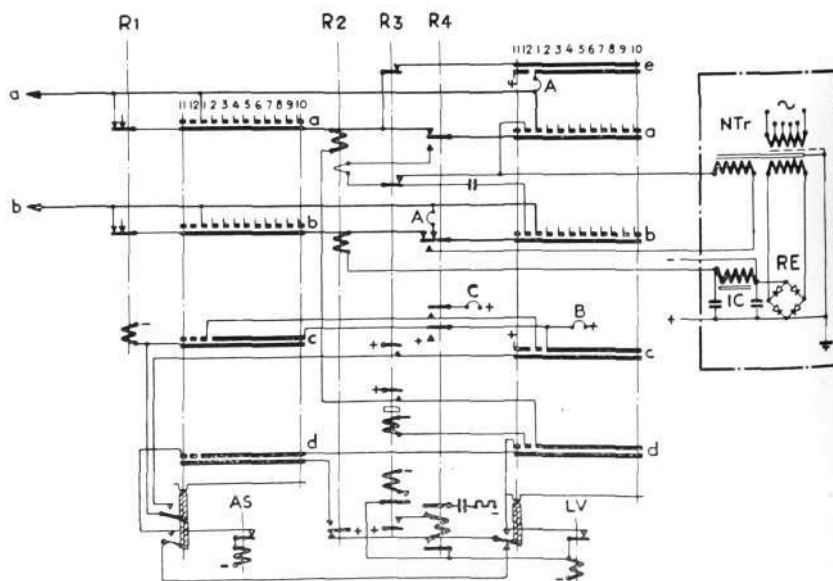 R1 R2 R3 R4
11 12 1 2 3 4 5 6 7 8 9 10
e
+
A
a
11 12 1 2 3 4 5 6 7 8 9 10
a
a
NTr
~
b
A
b
b
-
RE
IC
+
C
+
B
+
-
+
+
+
c
c
+
d
d
-
AS
-
+
+
-
LV
-